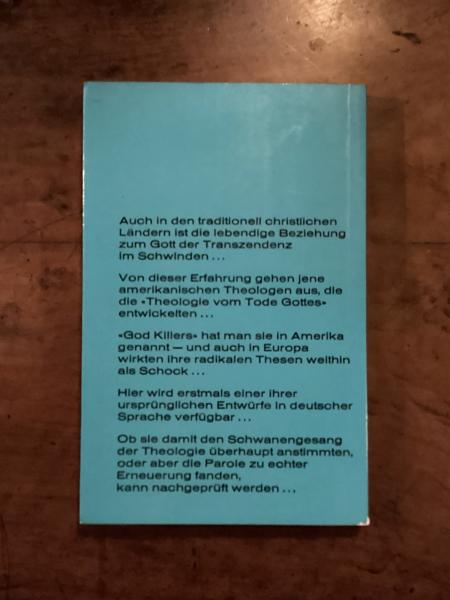 Auch in den traditionell christlichen
Ländern ist die lebendige Beziehung
zum Gott der Transzendenz
im Schwinden ...
Von dieser Erfahrung gehen jene
amerikanischen Theologen aus, die
die «Theologie vom Tode Gottes»
entwickelten ...
«God Killers» hat man sie in Amerika
genannt — und auch in Europa
wirkten ihre radikalen Thesen weithin
als Schock ...
Hier wird erstmals einer ihrer
ursprünglichen Entwürfe in deutscher
Sprache verfügbar ...
Ob sie damit den Schwanengesang
der Theologie überhaupt anstimmten,
oder aber die Parole zu echter
Erneuerung fanden,
kann nachgeprüft werden ...